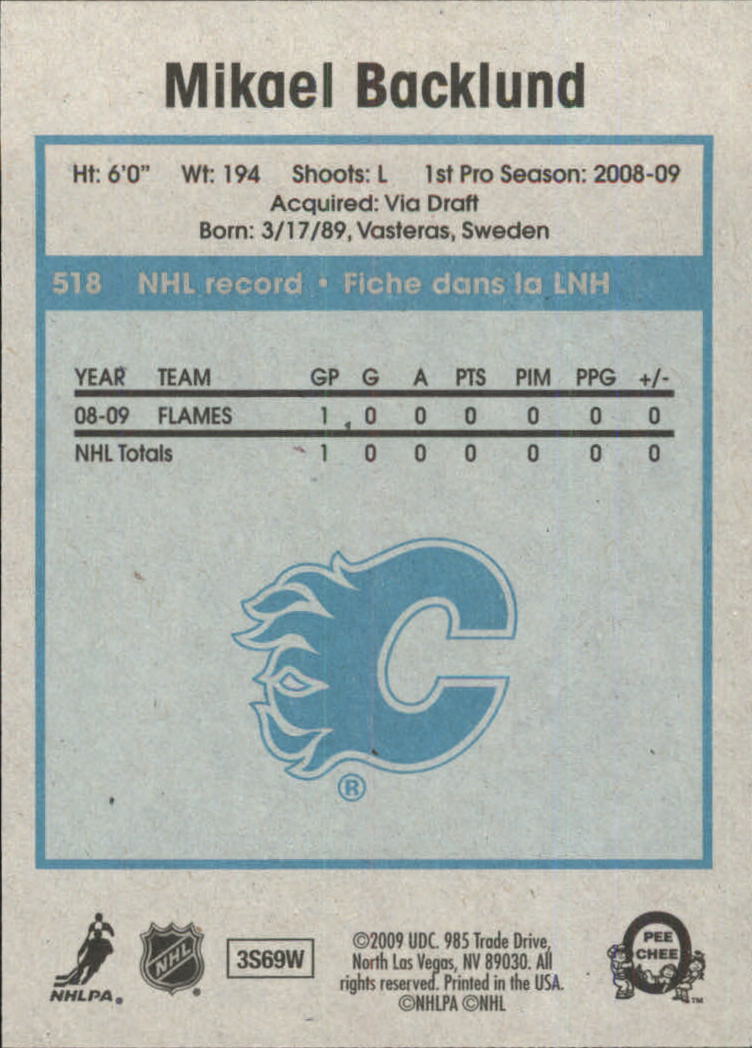 Mikael Backlund
Ht: 6'0" Wt: 194 Shoots: L 1st Pro Season: 2008-09
Acquired: Via Draft
Born: 3/17/89, Vasteras, Sweden
518 NHL record • Fiche dans la LNH
YEAR TEAM GP G A PTS PIM PPG +/-
08-09 FLAMES 1 0 0 0 0 0 0
NHL Totals 1 0 0 0 0 0 0
C
®
NHLPA®
NHL®
3S69W
©2009 UDC. 985 Trade Drive,
North Las Vegas, NV 89030. All
rights reserved. Printed in the USA.
©NHLPA ©NHL
O
PEE
CHEE
™